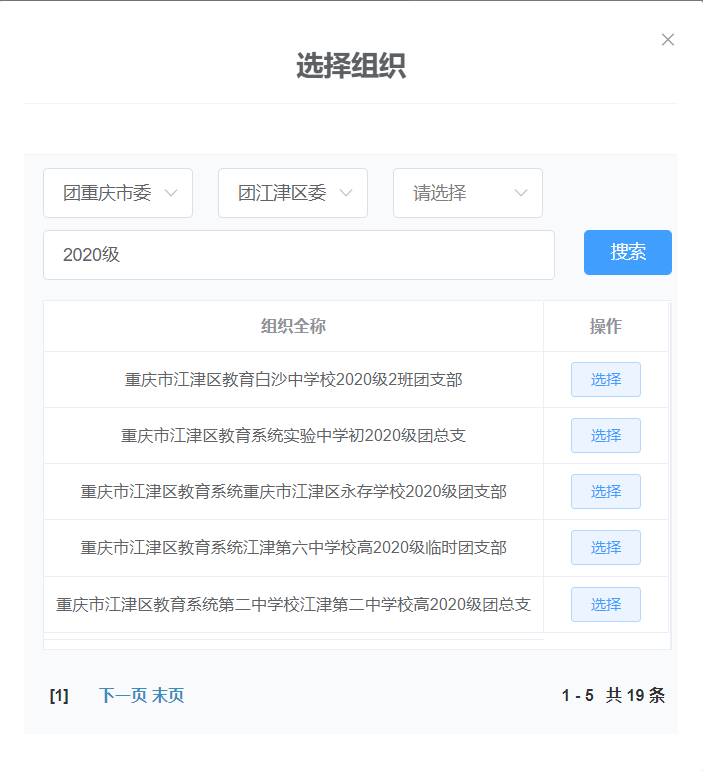 选择组织
团重庆市委 团江津区委 请选择
2020级 搜索
组织全称 操作
重庆市江津区教育白沙中学校2020级2班团支部 选择
重庆市江津区教育系统实验中学初2020级团总支 选择
重庆市江津区教育系统重庆市江津区永存学校2020级团支部 选择
重庆市江津区教育系统江津第六中学校高2020级临时团支部 选择
重庆市江津区教育系统第二中学校江津第二中学校高2020级团总支 选择
[1] 下一页 末页 1 - 5 共 19 条